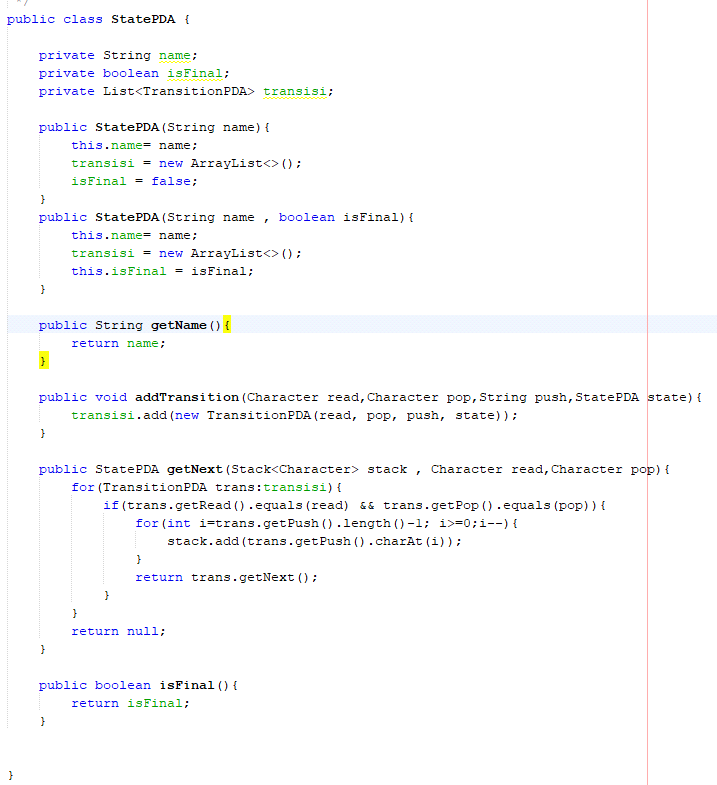 */
public class StatePDA {
private String name;
private boolean isFinal;
private List<TransitionPDA> transisi;
public StatePDA(String name){
this.name= name;
transisi = new ArrayList<>();
isFinal = false;
}
public StatePDA(String name , boolean isFinal){
this.name= name;
transisi = new ArrayList<>();
this.isFinal = isFinal;
}
public String getName(){
return name;
}
public void addTransition(Character read,Character pop,String push,StatePDA state){
transisi.add(new TransitionPDA(read, pop, push, state));
}
public StatePDA getNext(Stack<Character> stack , Character read,Character pop){
for(TransitionPDA trans:transisi){
if(trans.getRead().equals(read) && trans.getPop().equals(pop)){
for(int i=trans.getPush().length()-1; i>=0;i--){
stack.add(trans.getPush().charAt(i));
}
return trans.getNext();
}
}
return null;
}
public boolean isFinal(){
return isFinal;
}
}